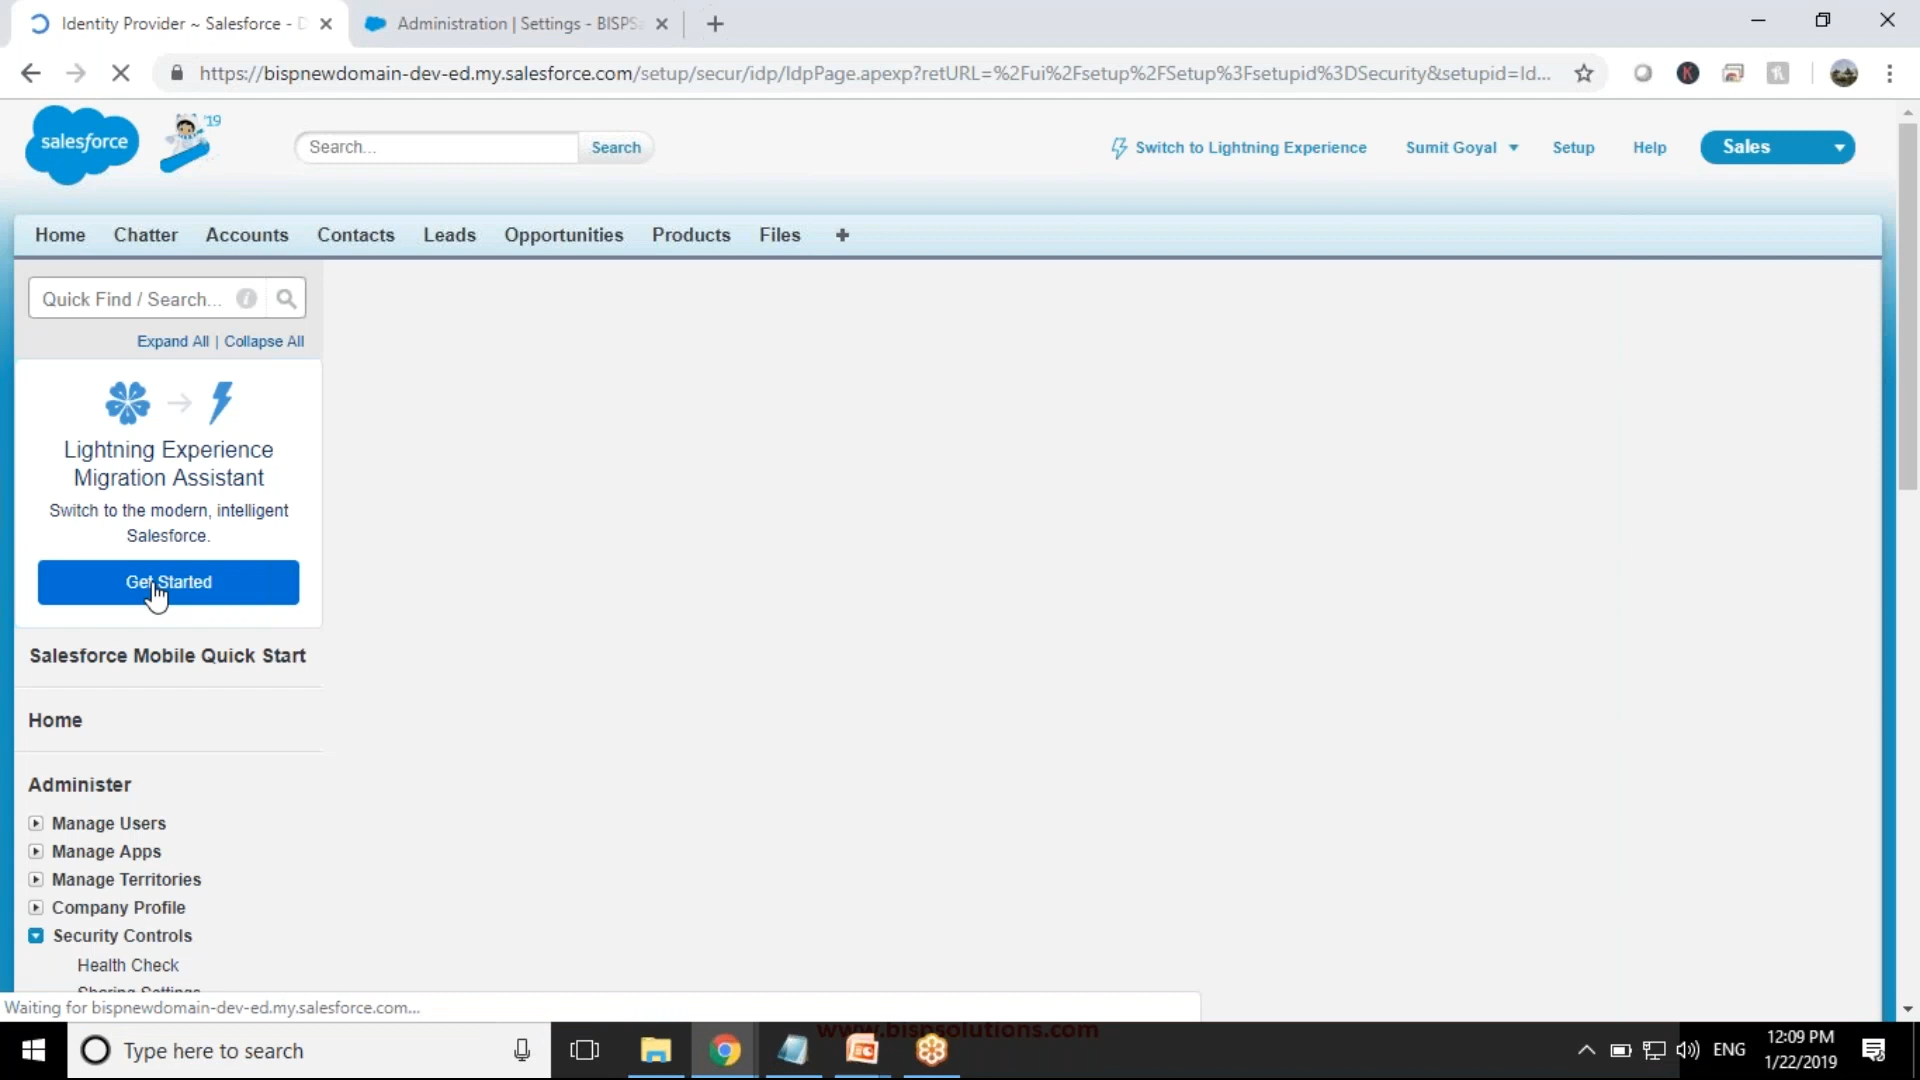 Identity Provider ~ Salesforce - D
Administration | Settings - BISPS
https://bispnewdomain-dev-ed.my.salesforce.com/setup/secur/idp/IdpPage.apexp?retURL=%2Fui%2Fsetup%2FSetup%3Fsetupid%3DSecurity&setupid=Id...
salesforce
'19
Search...
Search
Switch to Lightning Experience
Sumit Goyal
Setup
Help
Sales
Home
Chatter
Accounts
Contacts
Leads
Opportunities
Products
Files
+
Quick Find / Search...
Expand All | Collapse All
Lightning Experience
Migration Assistant
Switch to the modern, intelligent
Salesforce.
Get Started
Salesforce Mobile Quick Start
Home
Administer
Manage Users
Manage Apps
Manage Territories
Company Profile
Security Controls
Health Check
Sharing Settings
Waiting for bispnewdomain-dev-ed.my.salesforce.com...
www.bispsolutions.com
Type here to search
ENG
12:09 PM
1/22/2019